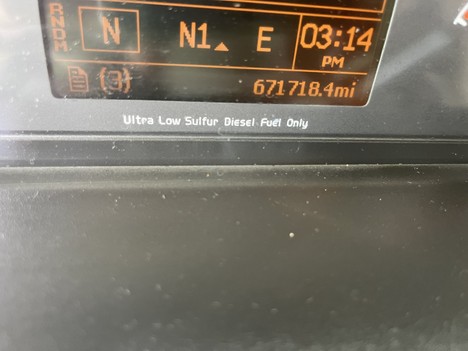 RNDM
N N1 E 03:14
PM
671718.4mi
Ultra Low Sulfur Diesel Fuel Only